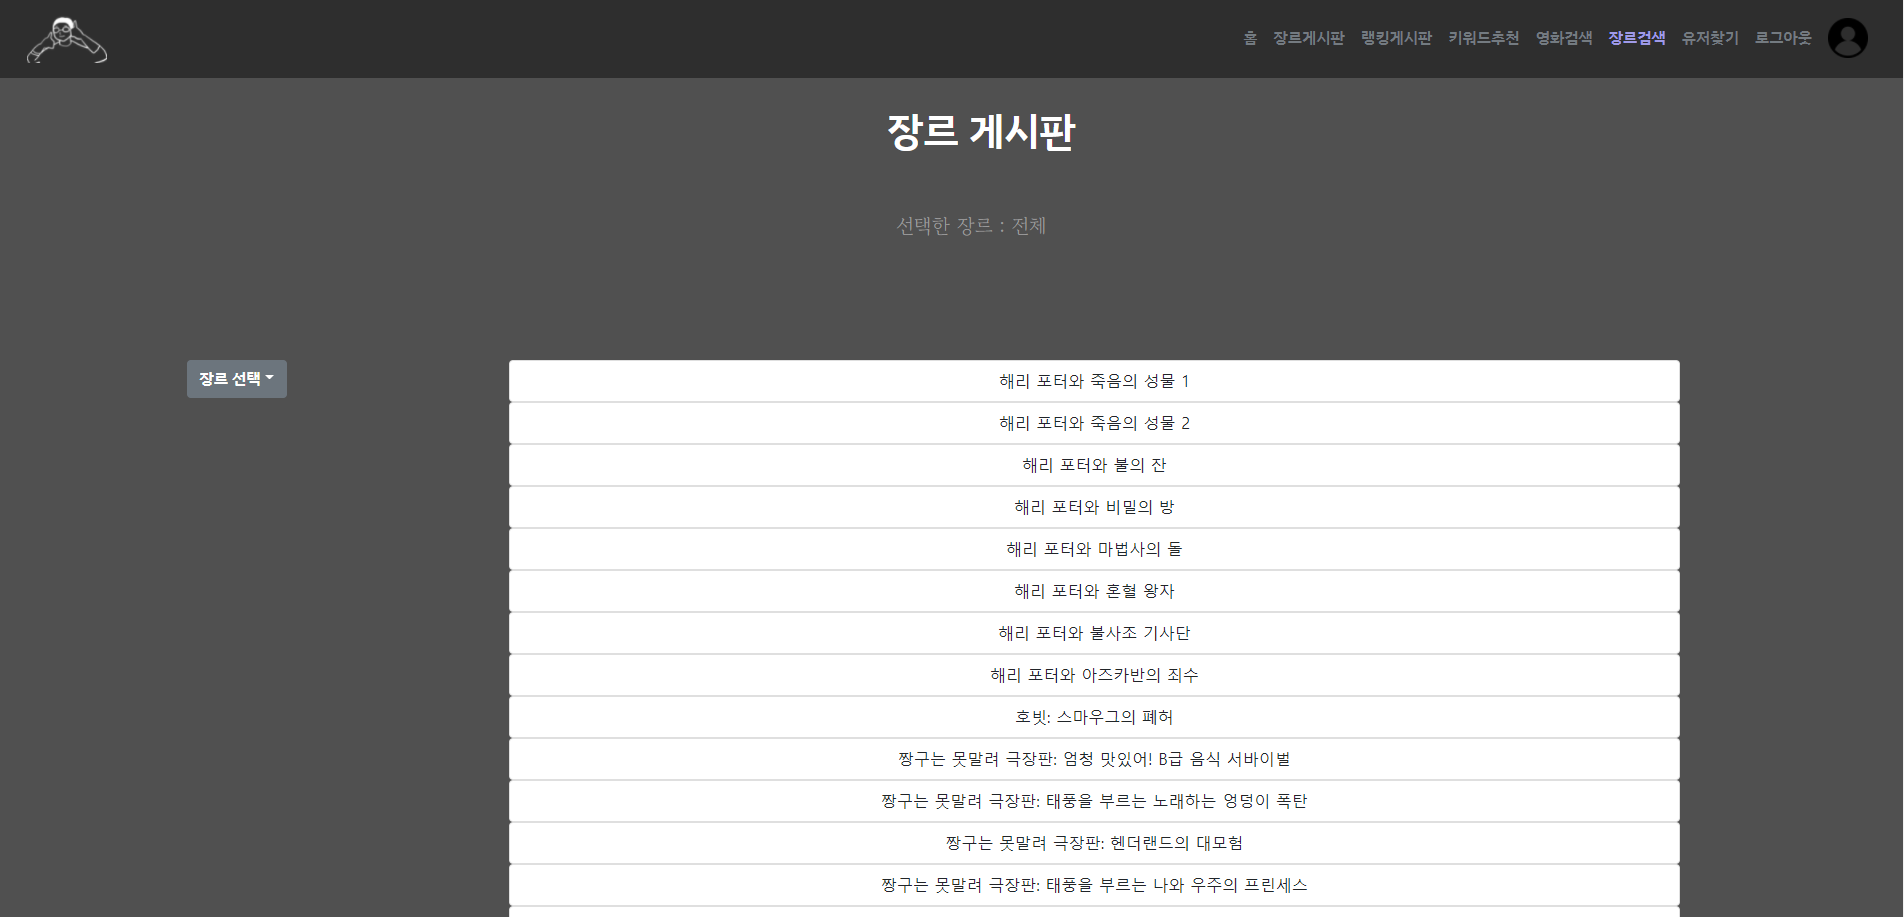 홈 장르게시판 랭킹게시판 키워드추천 영화검색 장르검색 유저찾기 로그아웃
장르 게시판
선택한 장르 : 전체
장르 선택
해리 포터와 죽음의 성물 1
해리 포터와 죽음의 성물 2
해리 포터와 불의 잔
해리 포터와 비밀의 방
해리 포터와 마법사의 돌
해리 포터와 혼혈 왕자
해리 포터와 불사조 기사단
해리 포터와 아즈카반의 죄수
호빗: 스마우그의 폐허
짱구는 못말려 극장판: 엄청 맛있어! B급 음식 서바이벌
짱구는 못말려 극장판: 태풍을 부르는 노래하는 엉덩이 폭탄
짱구는 못말려 극장판: 헨더랜드의 대모험
짱구는 못말려 극장판: 태풍을 부르는 나와 우주의 프린세스